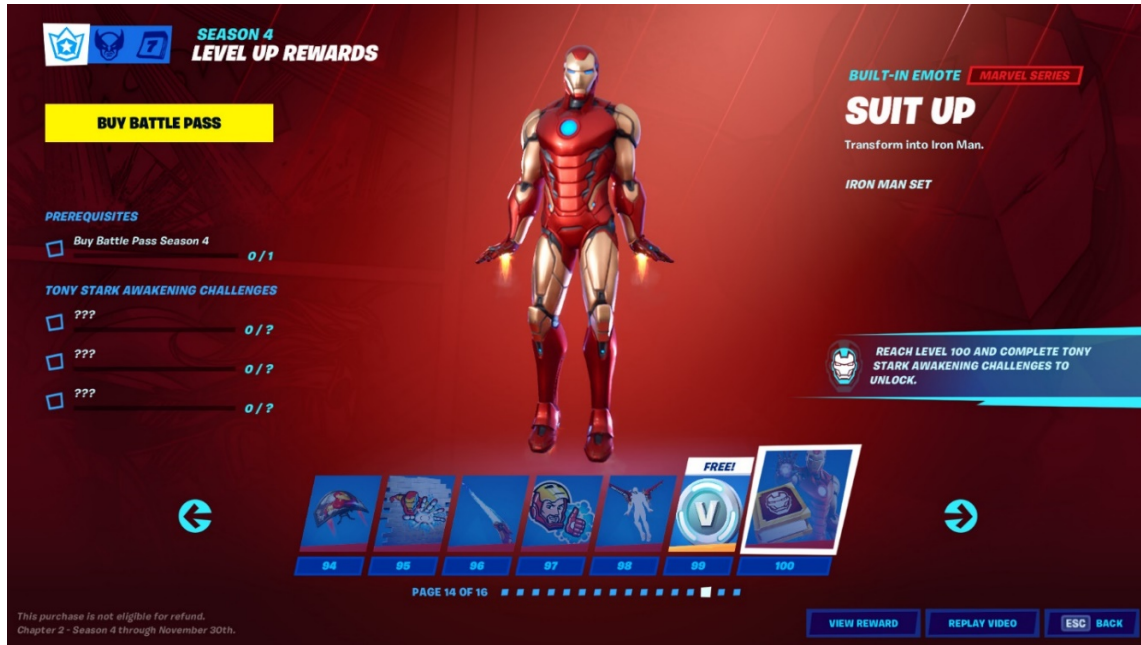 SEASON 4
LEVEL UP REWARDS
7
BUY BATTLE PASS
PREREQUISITES
Buy Battle Pass Season 4
0 / 1
TONY STARK AWAKENING CHALLENGES
???
0 / ?
???
0 / ?
???
0 / ?
BUILT-IN EMOTE MARVEL SERIES
SUIT UP
Transform into Iron Man.
IRON MAN SET
REACH LEVEL 100 AND COMPLETE TONY
STARK AWAKENING CHALLENGES TO
UNLOCK.
FREE!
V
94 95 96 97 98 99 100
PAGE 14 OF 16
This purchase is not eligible for refund.
Chapter 2 - Season 4 through November 30th.
VIEW REWARD REPLAY VIDEO ESC BACK